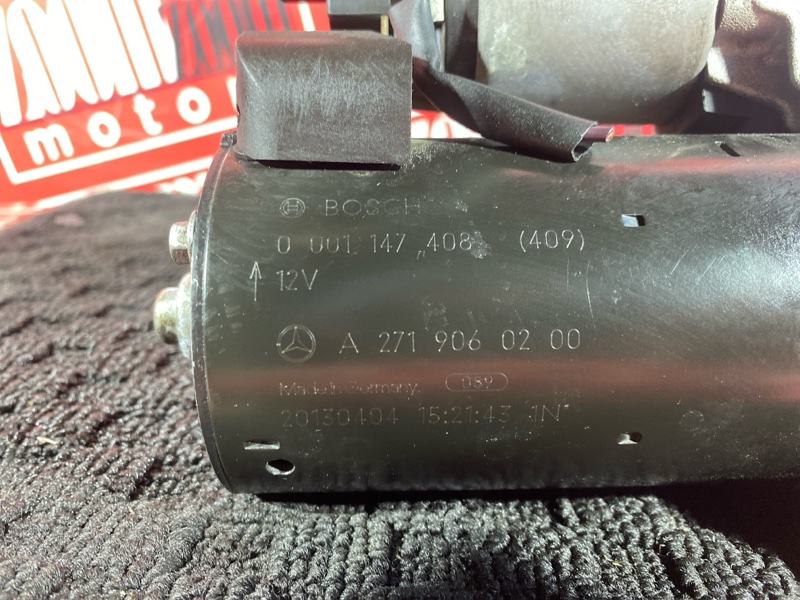 motor
BOSCH
0 001 147 408 (409)
12V
A 271 906 02 00
Made in Germany. 089
20130404 15:21:43 1N